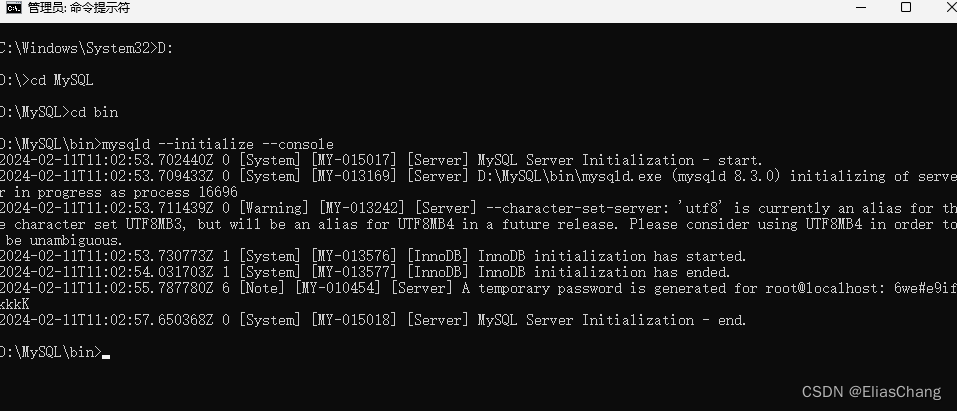 管理员: 命令提示符
C:\Windows\System32>D:
D:\>cd MySQL
D:\MySQL>cd bin
D:\MySQL\bin>mysqld --initialize --console
2024-02-11T11:02:53.702440Z 0 [System] [MY-015017] [Server] MySQL Server Initialization - start.
2024-02-11T11:02:53.709433Z 0 [System] [MY-013169] [Server] D:\MySQL\bin\mysqld.exe (mysqld 8.3.0) initializing of serve
r in progress as process 16696
2024-02-11T11:02:53.711439Z 0 [Warning] [MY-013242] [Server] --character-set-server: 'utf8' is currently an alias for th
e character set UTF8MB3, but will be an alias for UTF8MB4 in a future release. Please consider using UTF8MB4 in order to
be unambiguous.
2024-02-11T11:02:53.730773Z 1 [System] [MY-013576] [InnoDB] InnoDB initialization has started.
2024-02-11T11:02:54.031703Z 1 [System] [MY-013577] [InnoDB] InnoDB initialization has ended.
2024-02-11T11:02:55.787780Z 6 [Note] [MY-010454] [Server] A temporary password is generated for root@localhost: 6we#e9if
kkkK
2024-02-11T11:02:57.650368Z 0 [System] [MY-015018] [Server] MySQL Server Initialization - end.
D:\MySQL\bin>
CSDN @EliasChang